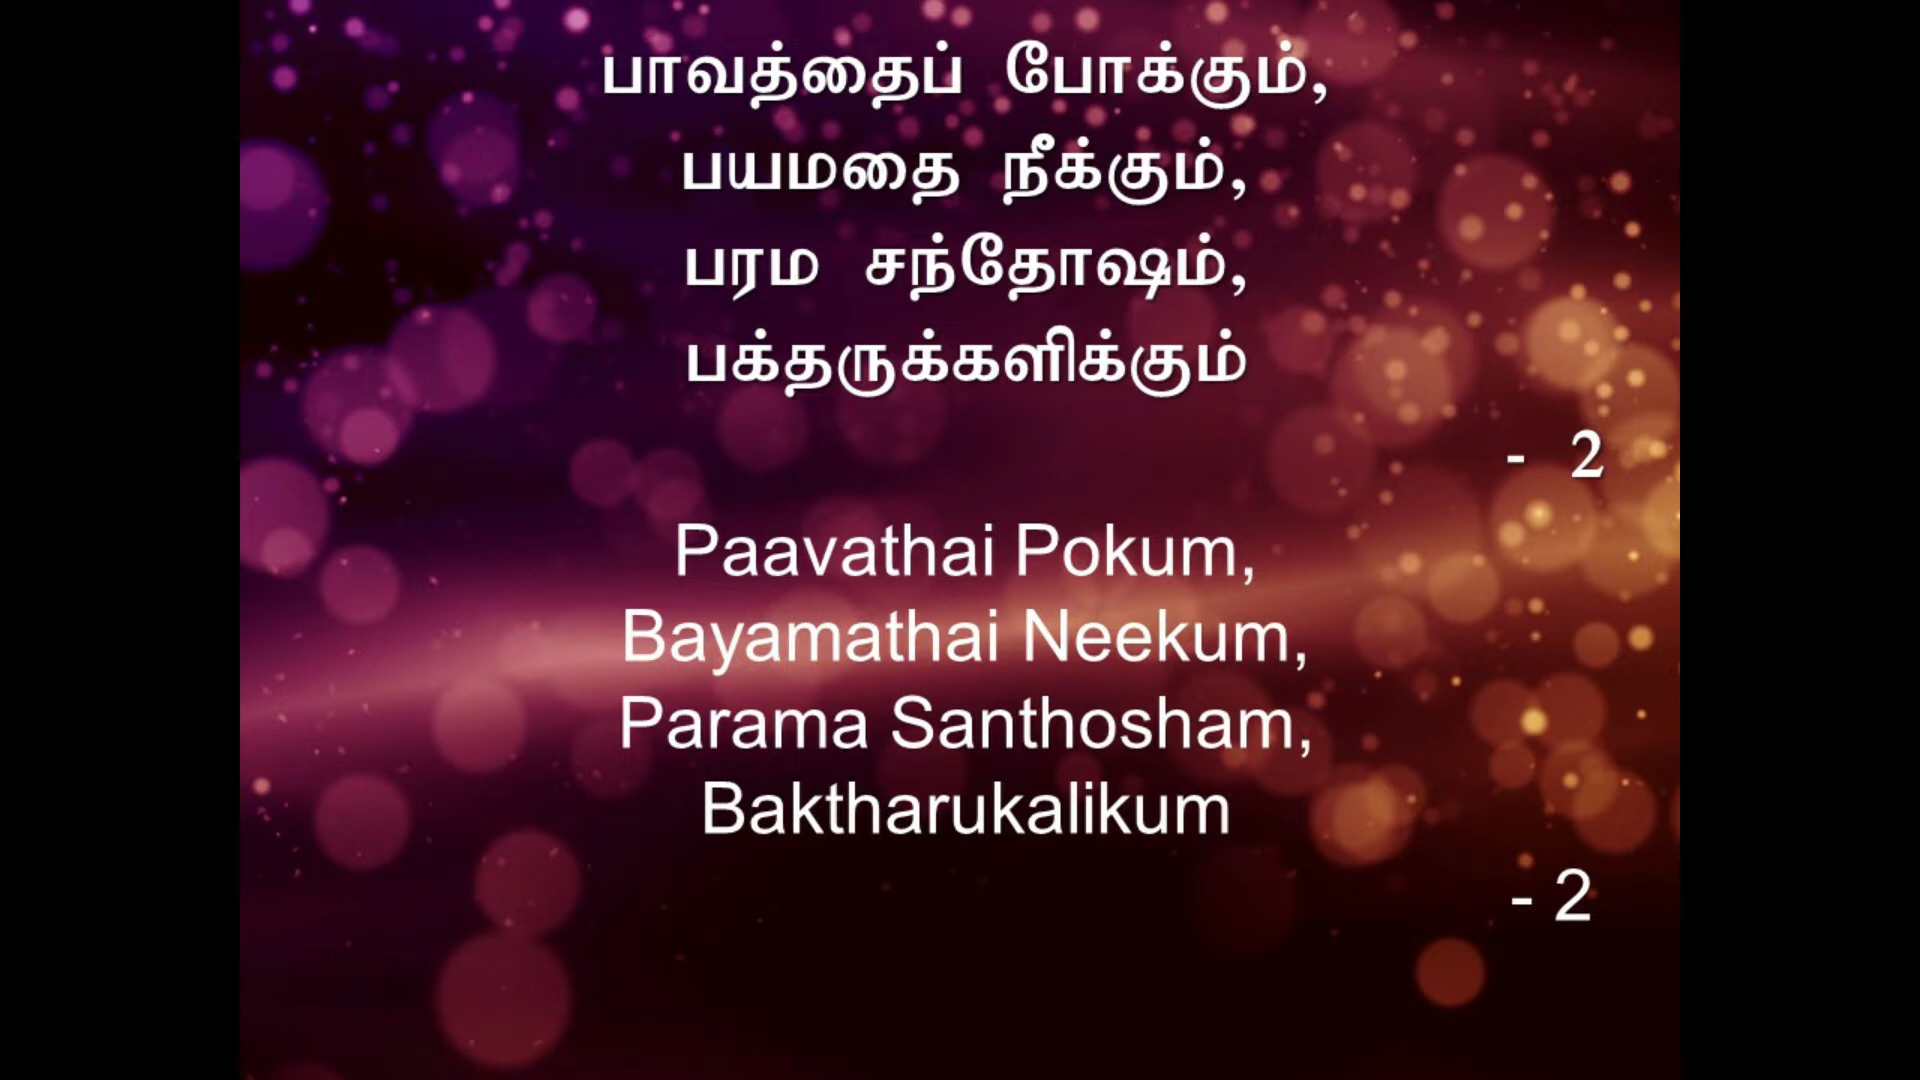 பாவத்தைப் போக்கும்,
பயமதை நீக்கும்,
பரம சந்தோஷம்,
பக்தருக்களிக்கும்
- 2
Paavathai Pokum,
Bayamathai Neekum,
Parama Santhosham,
Baktharukalikum
- 2